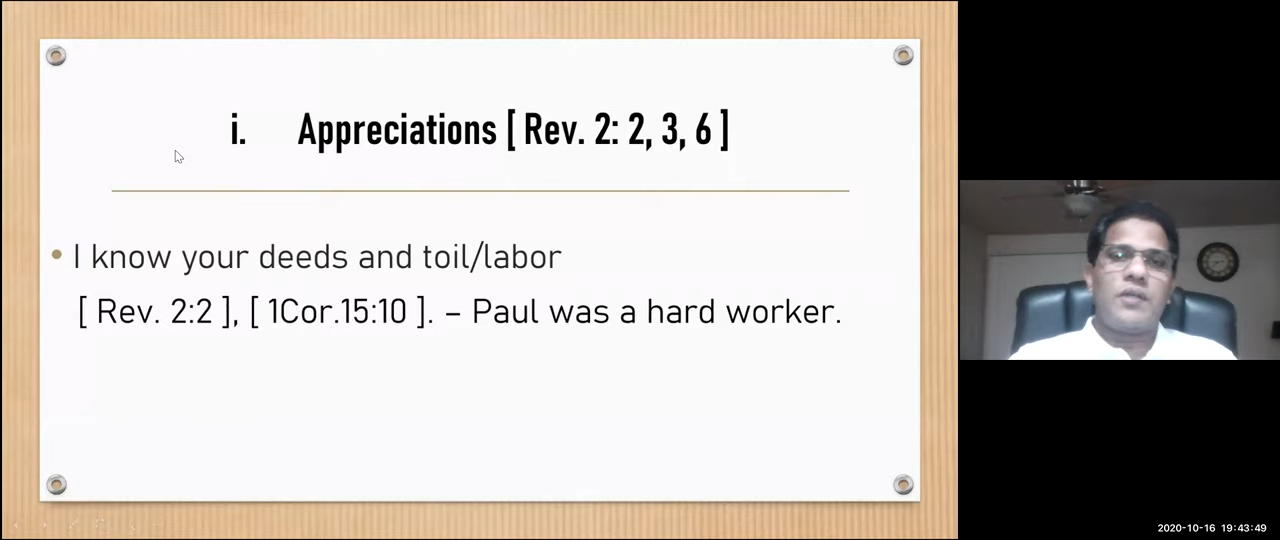 i. Appreciations [ Rev. 2: 2, 3, 6 ]
• I know your deeds and toil/labor
[ Rev. 2:2 ], [ 1Cor.15:10 ]. – Paul was a hard worker.
2020-10-16 19:43:49